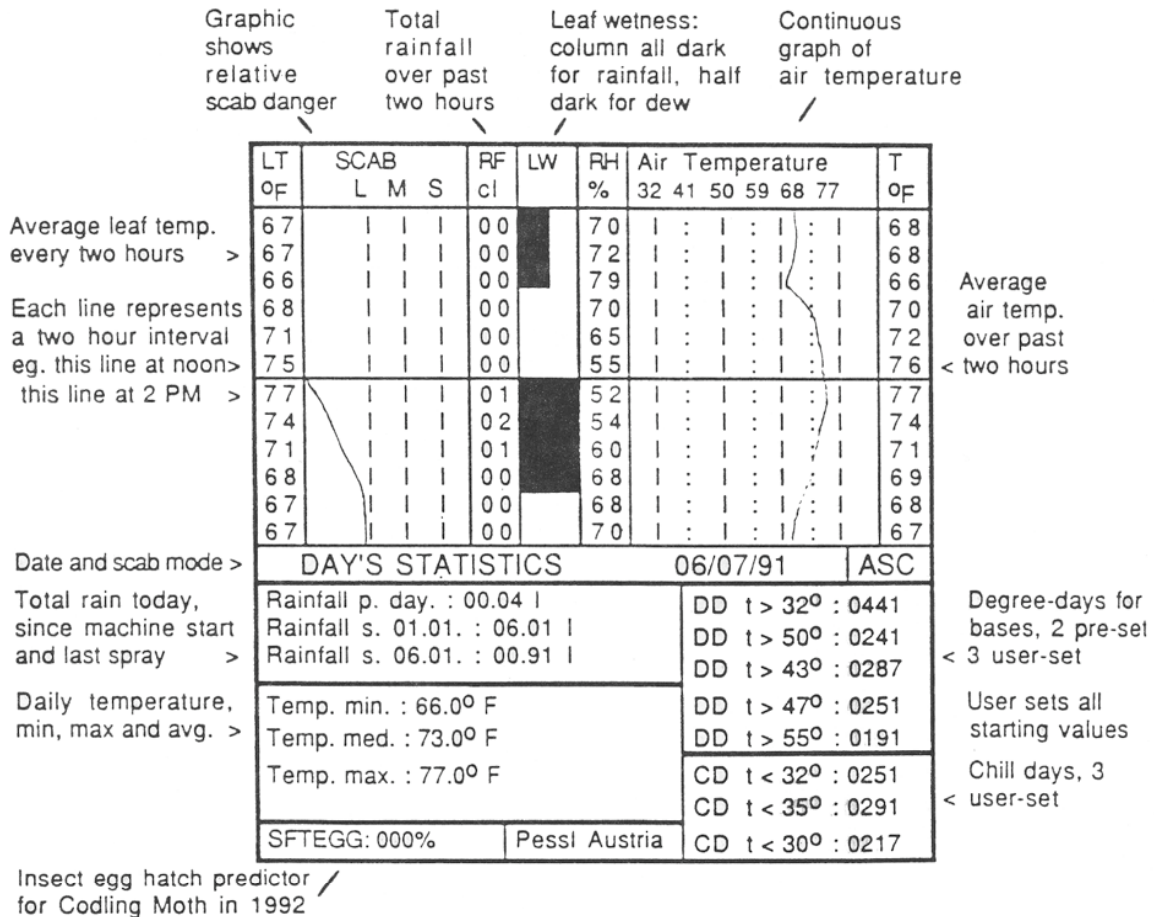 Graphic shows relative scab danger
Total rainfall over past two hours
Leaf wetness: column all dark for rainfall, half dark for dew
Continuous graph of air temperature
LT SCAB RF LW RH Air Temperature T
ºF L M S cl % 32 41 50 59 68 77 ºF
Average leaf temp.
every two hours >
Each line represents
a two hour interval
eg. this line at noon>
this line at 2 PM >
67 00 70 68
67 00 72 68
66 00 79 66
68 00 70 70
71 00 65 72
75 00 55 76
77 01 52 77
74 02 54 74
71 01 60 71
68 00 68 69
67 00 68 68
67 00 70 67
Average
air temp.
over past
< two hours
Date and scab mode >
DAY'S STATISTICS 06/07/91 ASC
Total rain today,
since machine start
and last spray >
Rainfall p. day. : 00.04 l
Rainfall s. 01.01. : 06.01 l
Rainfall s. 06.01. : 00.91 l
DD t > 32º : 0441
DD t > 50º : 0241
DD t > 43º : 0287
DD t > 47º : 0251
DD t > 55º : 0191
Degree-days for
bases, 2 pre-set
< 3 user-set
User sets all
starting values
Daily temperature,
min, max and avg. >
Temp. min. : 66.0º F
Temp. med. : 73.0º F
Temp. max. : 77.0º F
CD t < 32º : 0251
CD t < 35º : 0291
CD t < 30º : 0217
Chill days, 3
< user-set
SFTEGG: 000% Pessl Austria
Insect egg hatch predictor
for Codling Moth in 1992